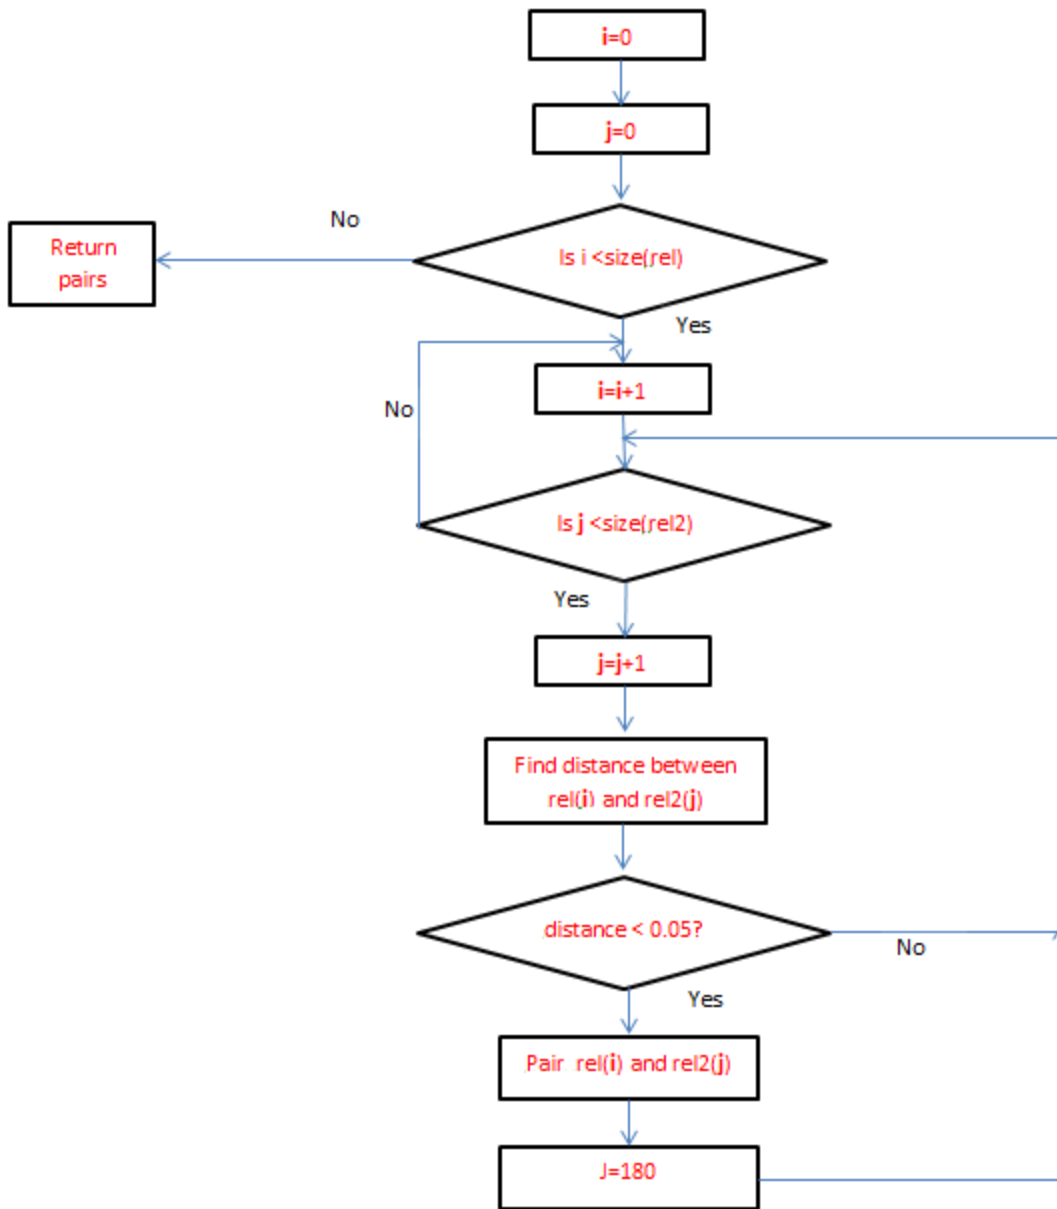 i=0
j=0
No
Return
pairs
Is i <size(rel)
Yes
i=i+1
No
Is j <size(rel2)
Yes
j=j+1
Find distance between
rel(i) and rel2(j)
distance < 0.05?
No
Yes
Pair rel(i) and rel2(j)
J=180